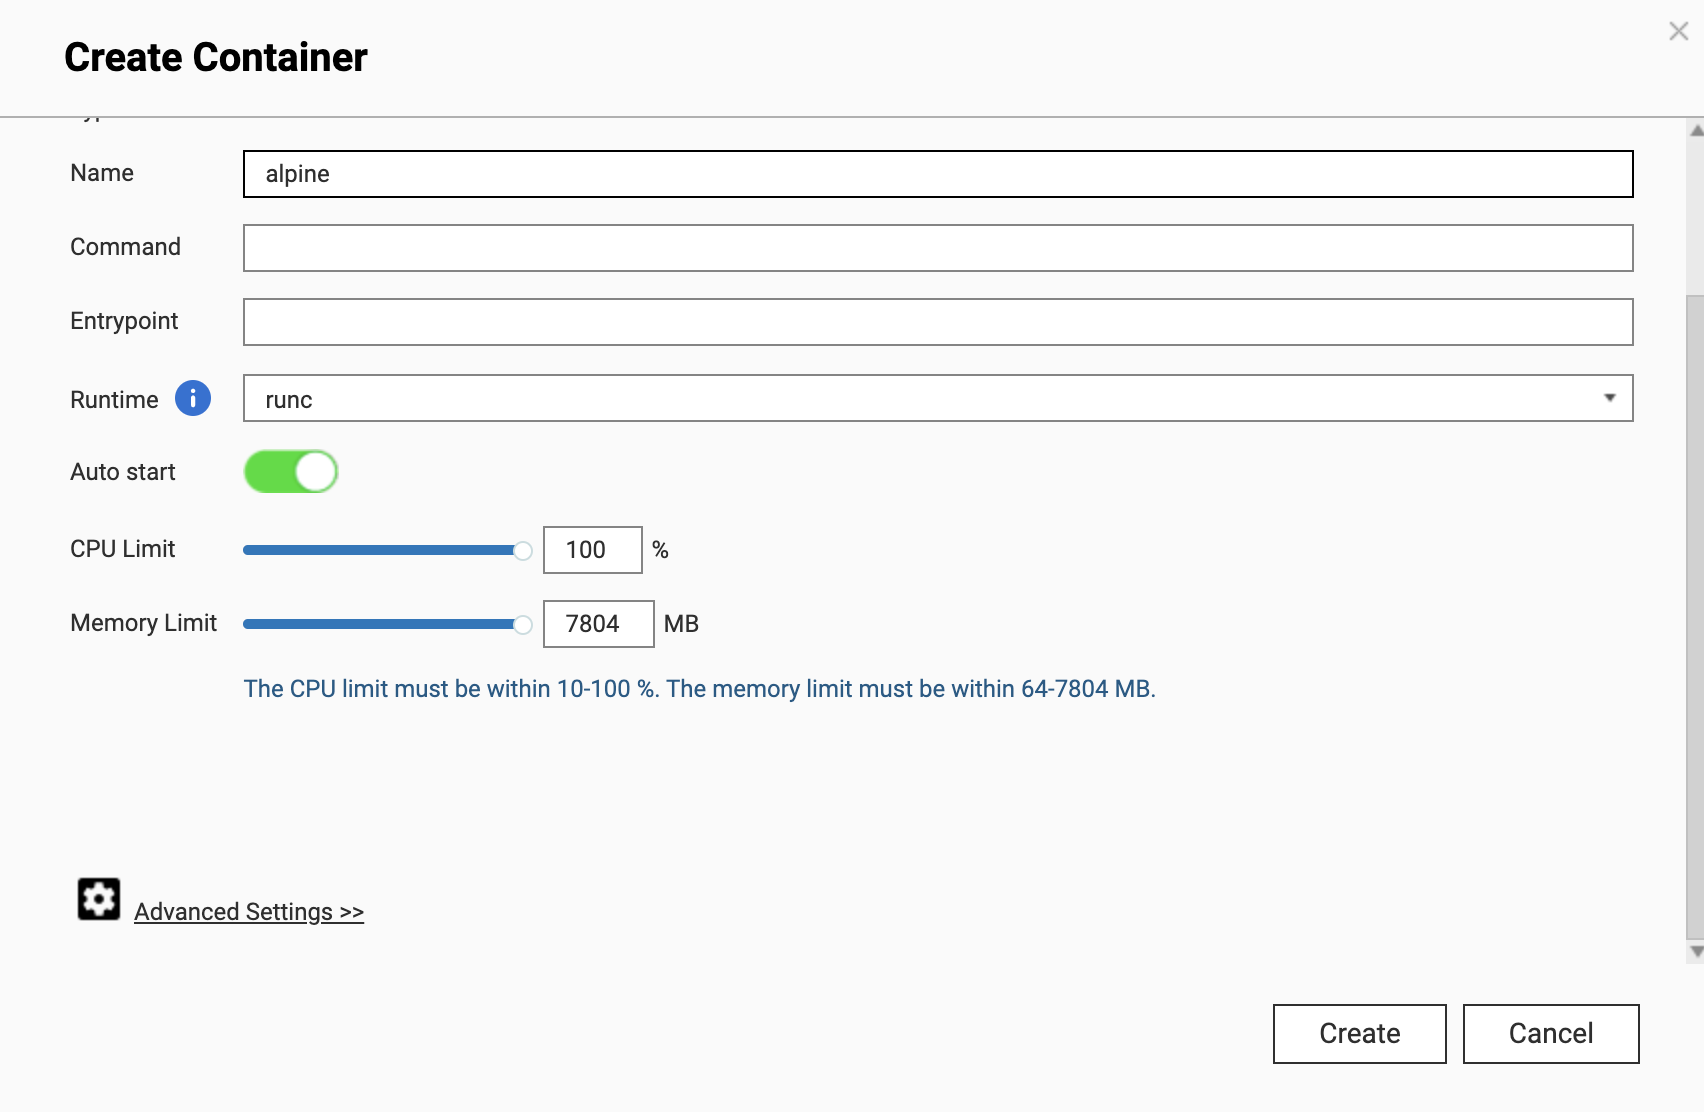 Create Container
Name alpine
Command
Entrypoint
Runtime runc
Auto start
CPU Limit 100 %
Memory Limit 7804 MB
The CPU limit must be within 10-100 %. The memory limit must be within 64-7804 MB.
Advanced Settings >>
Create Cancel